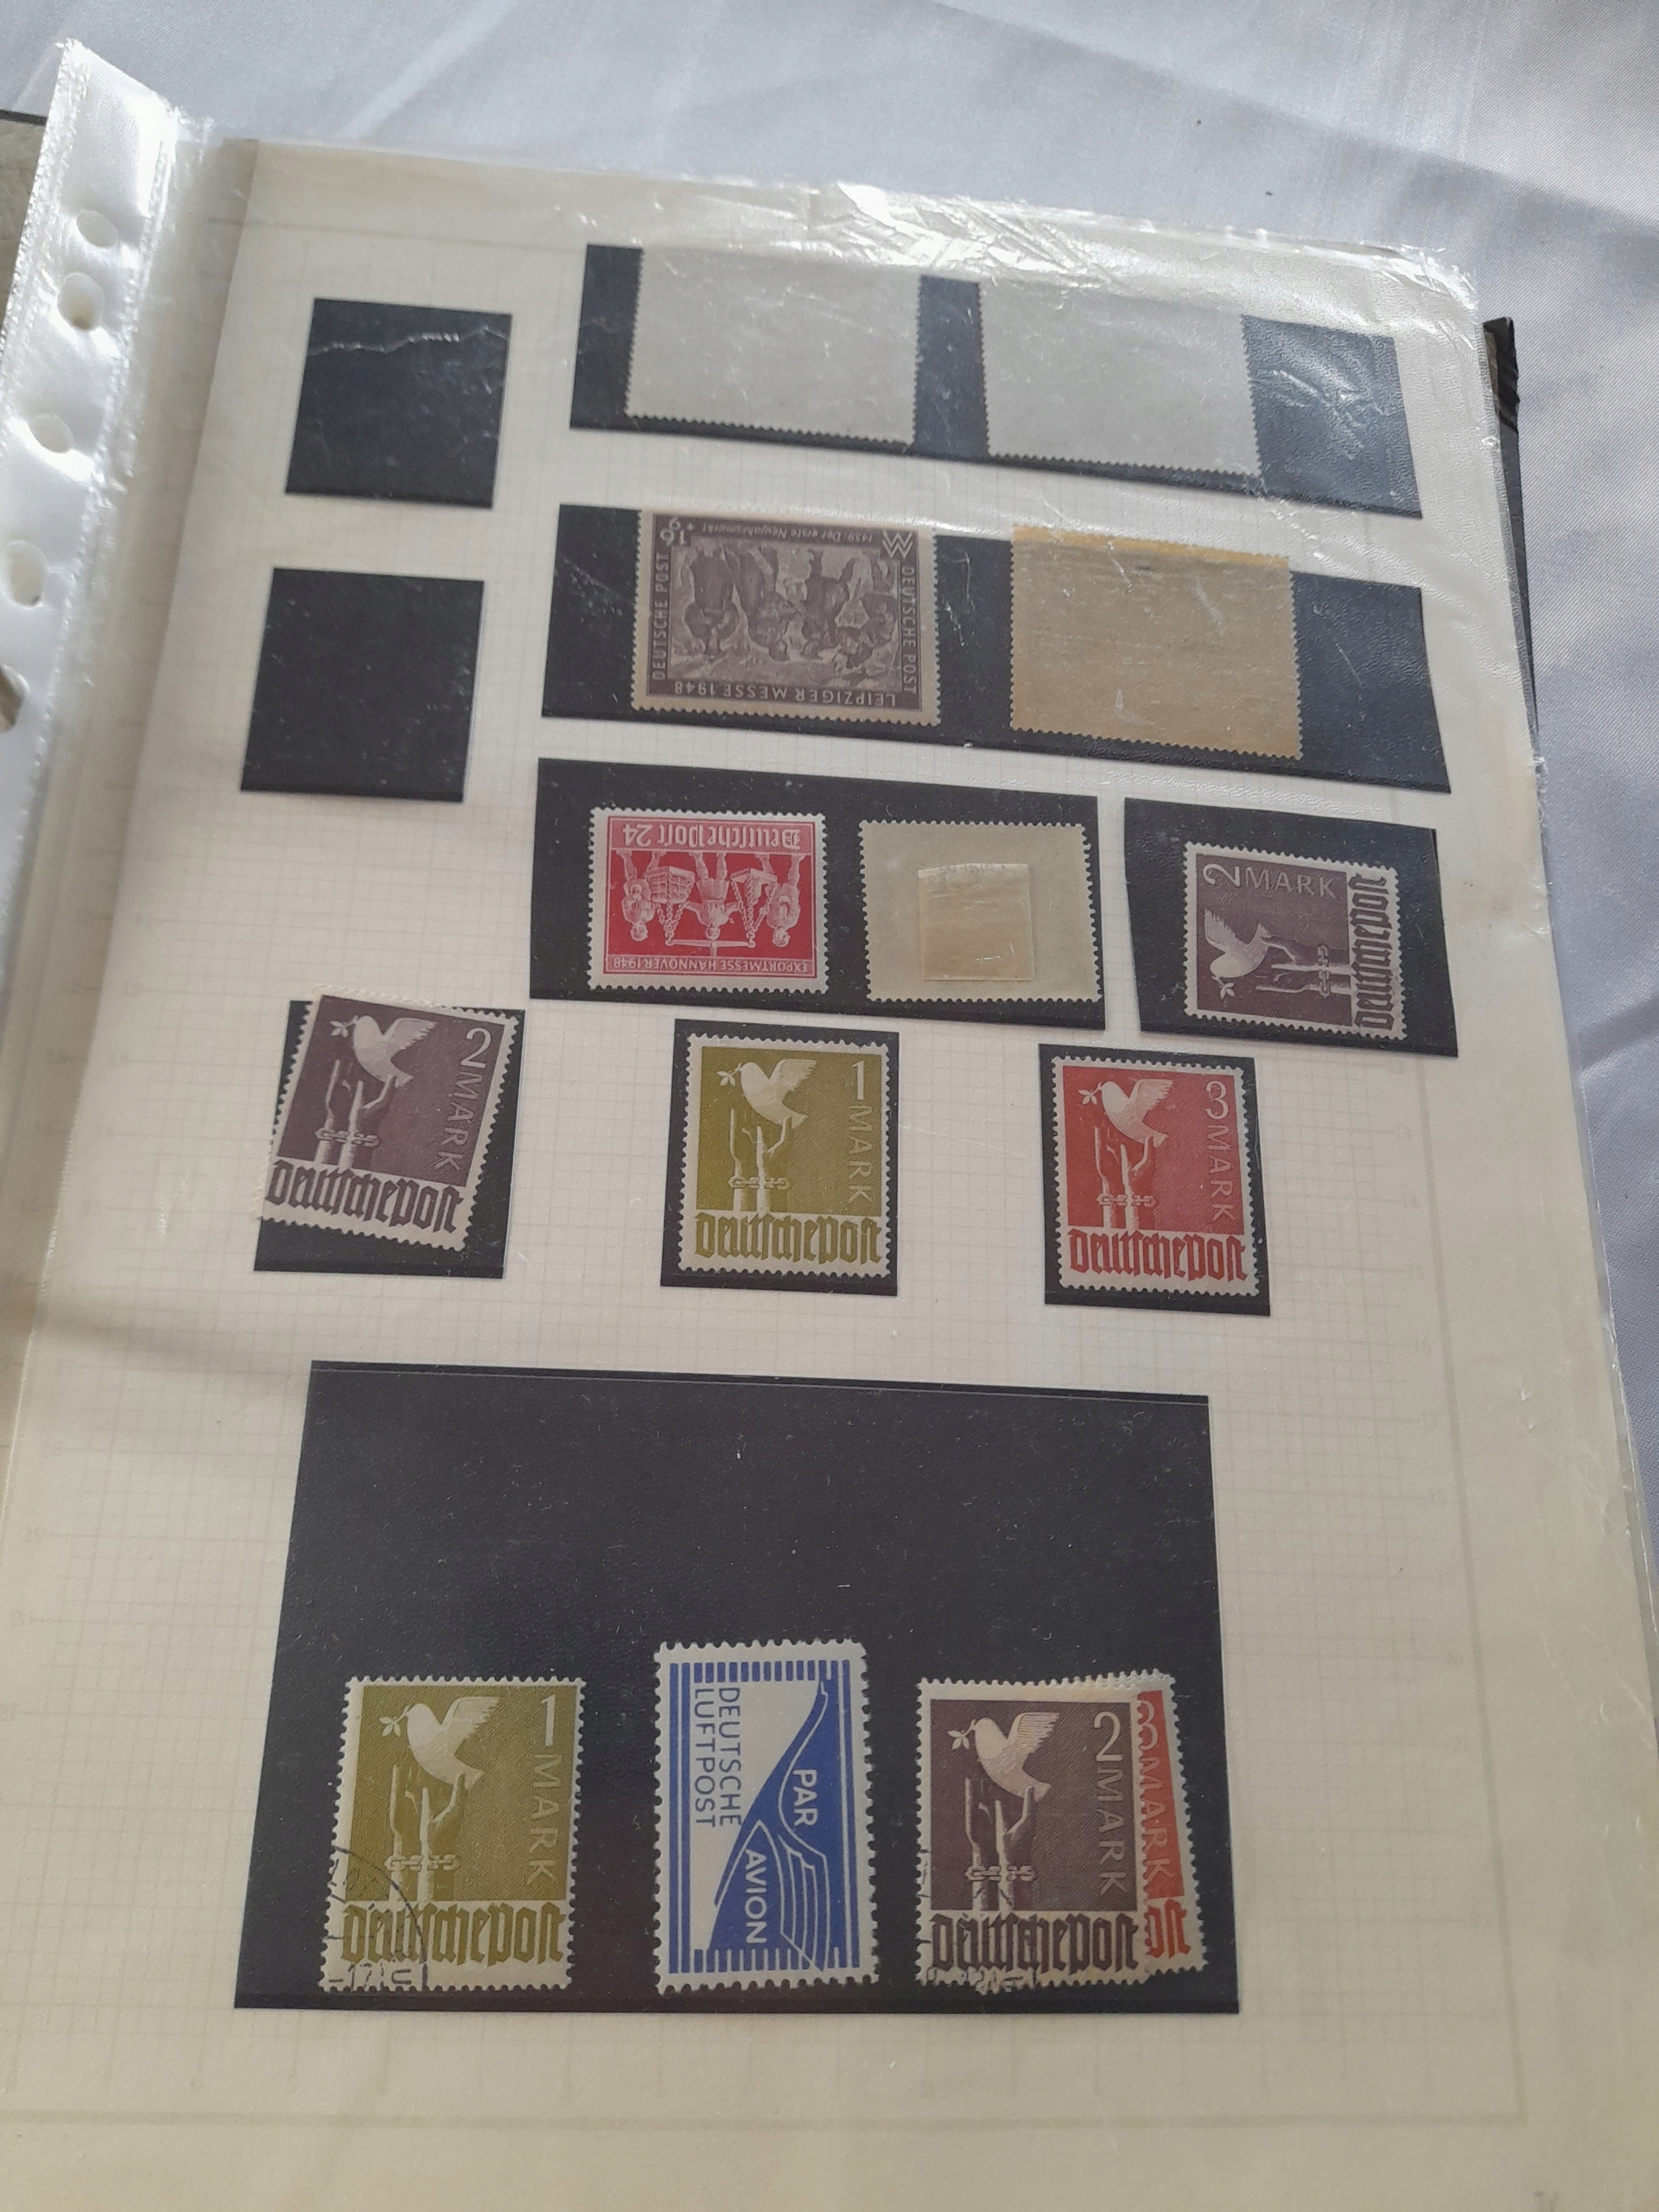 LEIPZIGER MESSE 1948
DEUTSCHE POST
DEUTSCHE POST
1459 · Der erste Neujahrsmarkt
16 + 9
EXPORTMESSE HANNOVER 1948
Deutsche Post 24
2 MARK
Deutsche Post
2 MARK
Deutsche Post
1 MARK
Deutsche Post
3 MARK
Deutsche Post
1 MARK
Deutsche Post
DEUTSCHE
LUFTPOST
PAR
AVION
2 MARK
Deutsche Post
3 MARK